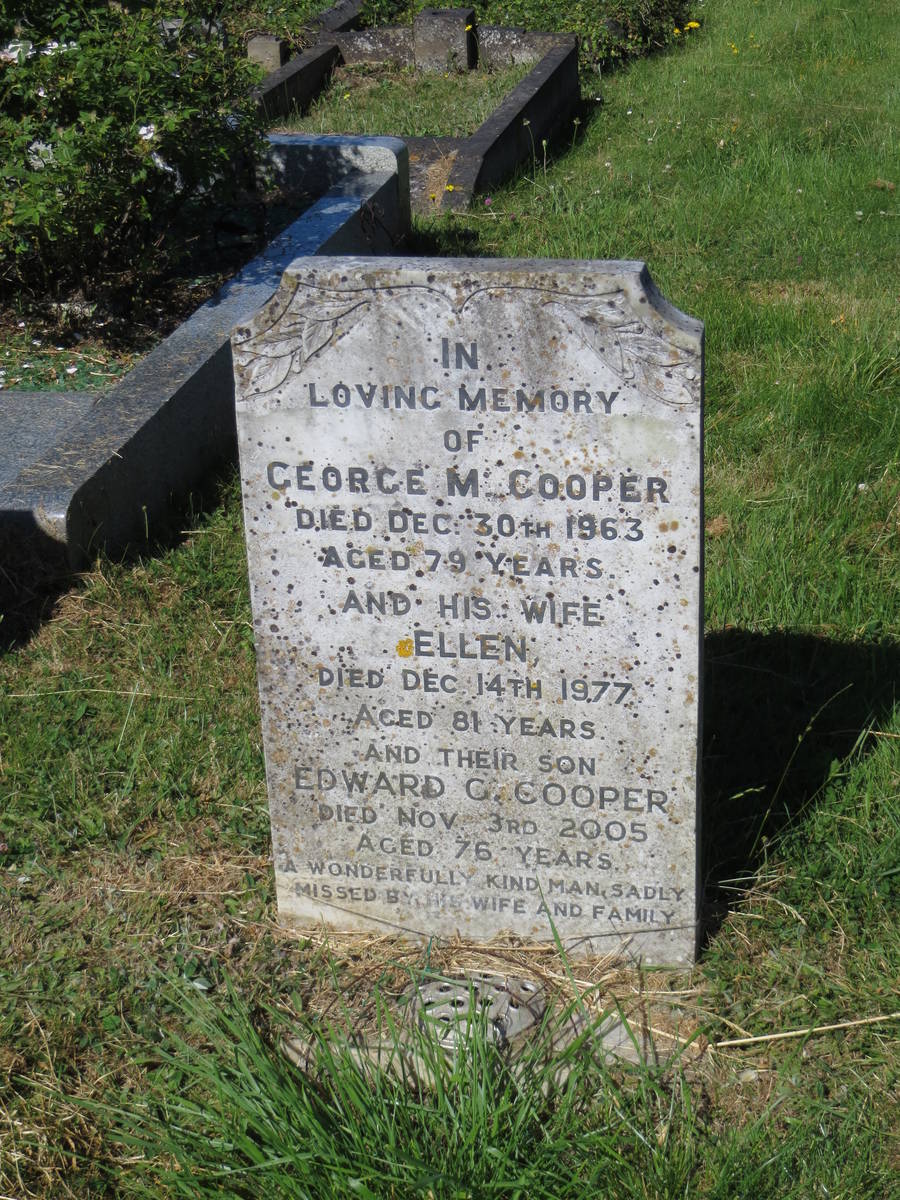 IN
LOVING MEMORY
OF
GEORGE M. COOPER
DIED DEC. 30TH 1963
AGED 79 YEARS.
AND HIS WIFE
ELLEN,
DIED DEC 14TH 1977
AGED 81 YEARS.
AND THEIR SON
EDWARD G. COOPER
DIED NOV. 3RD 2005
AGED 76 YEARS.
A WONDERFULLY KIND MAN, SADLY
MISSED BY HIS WIFE AND FAMILY